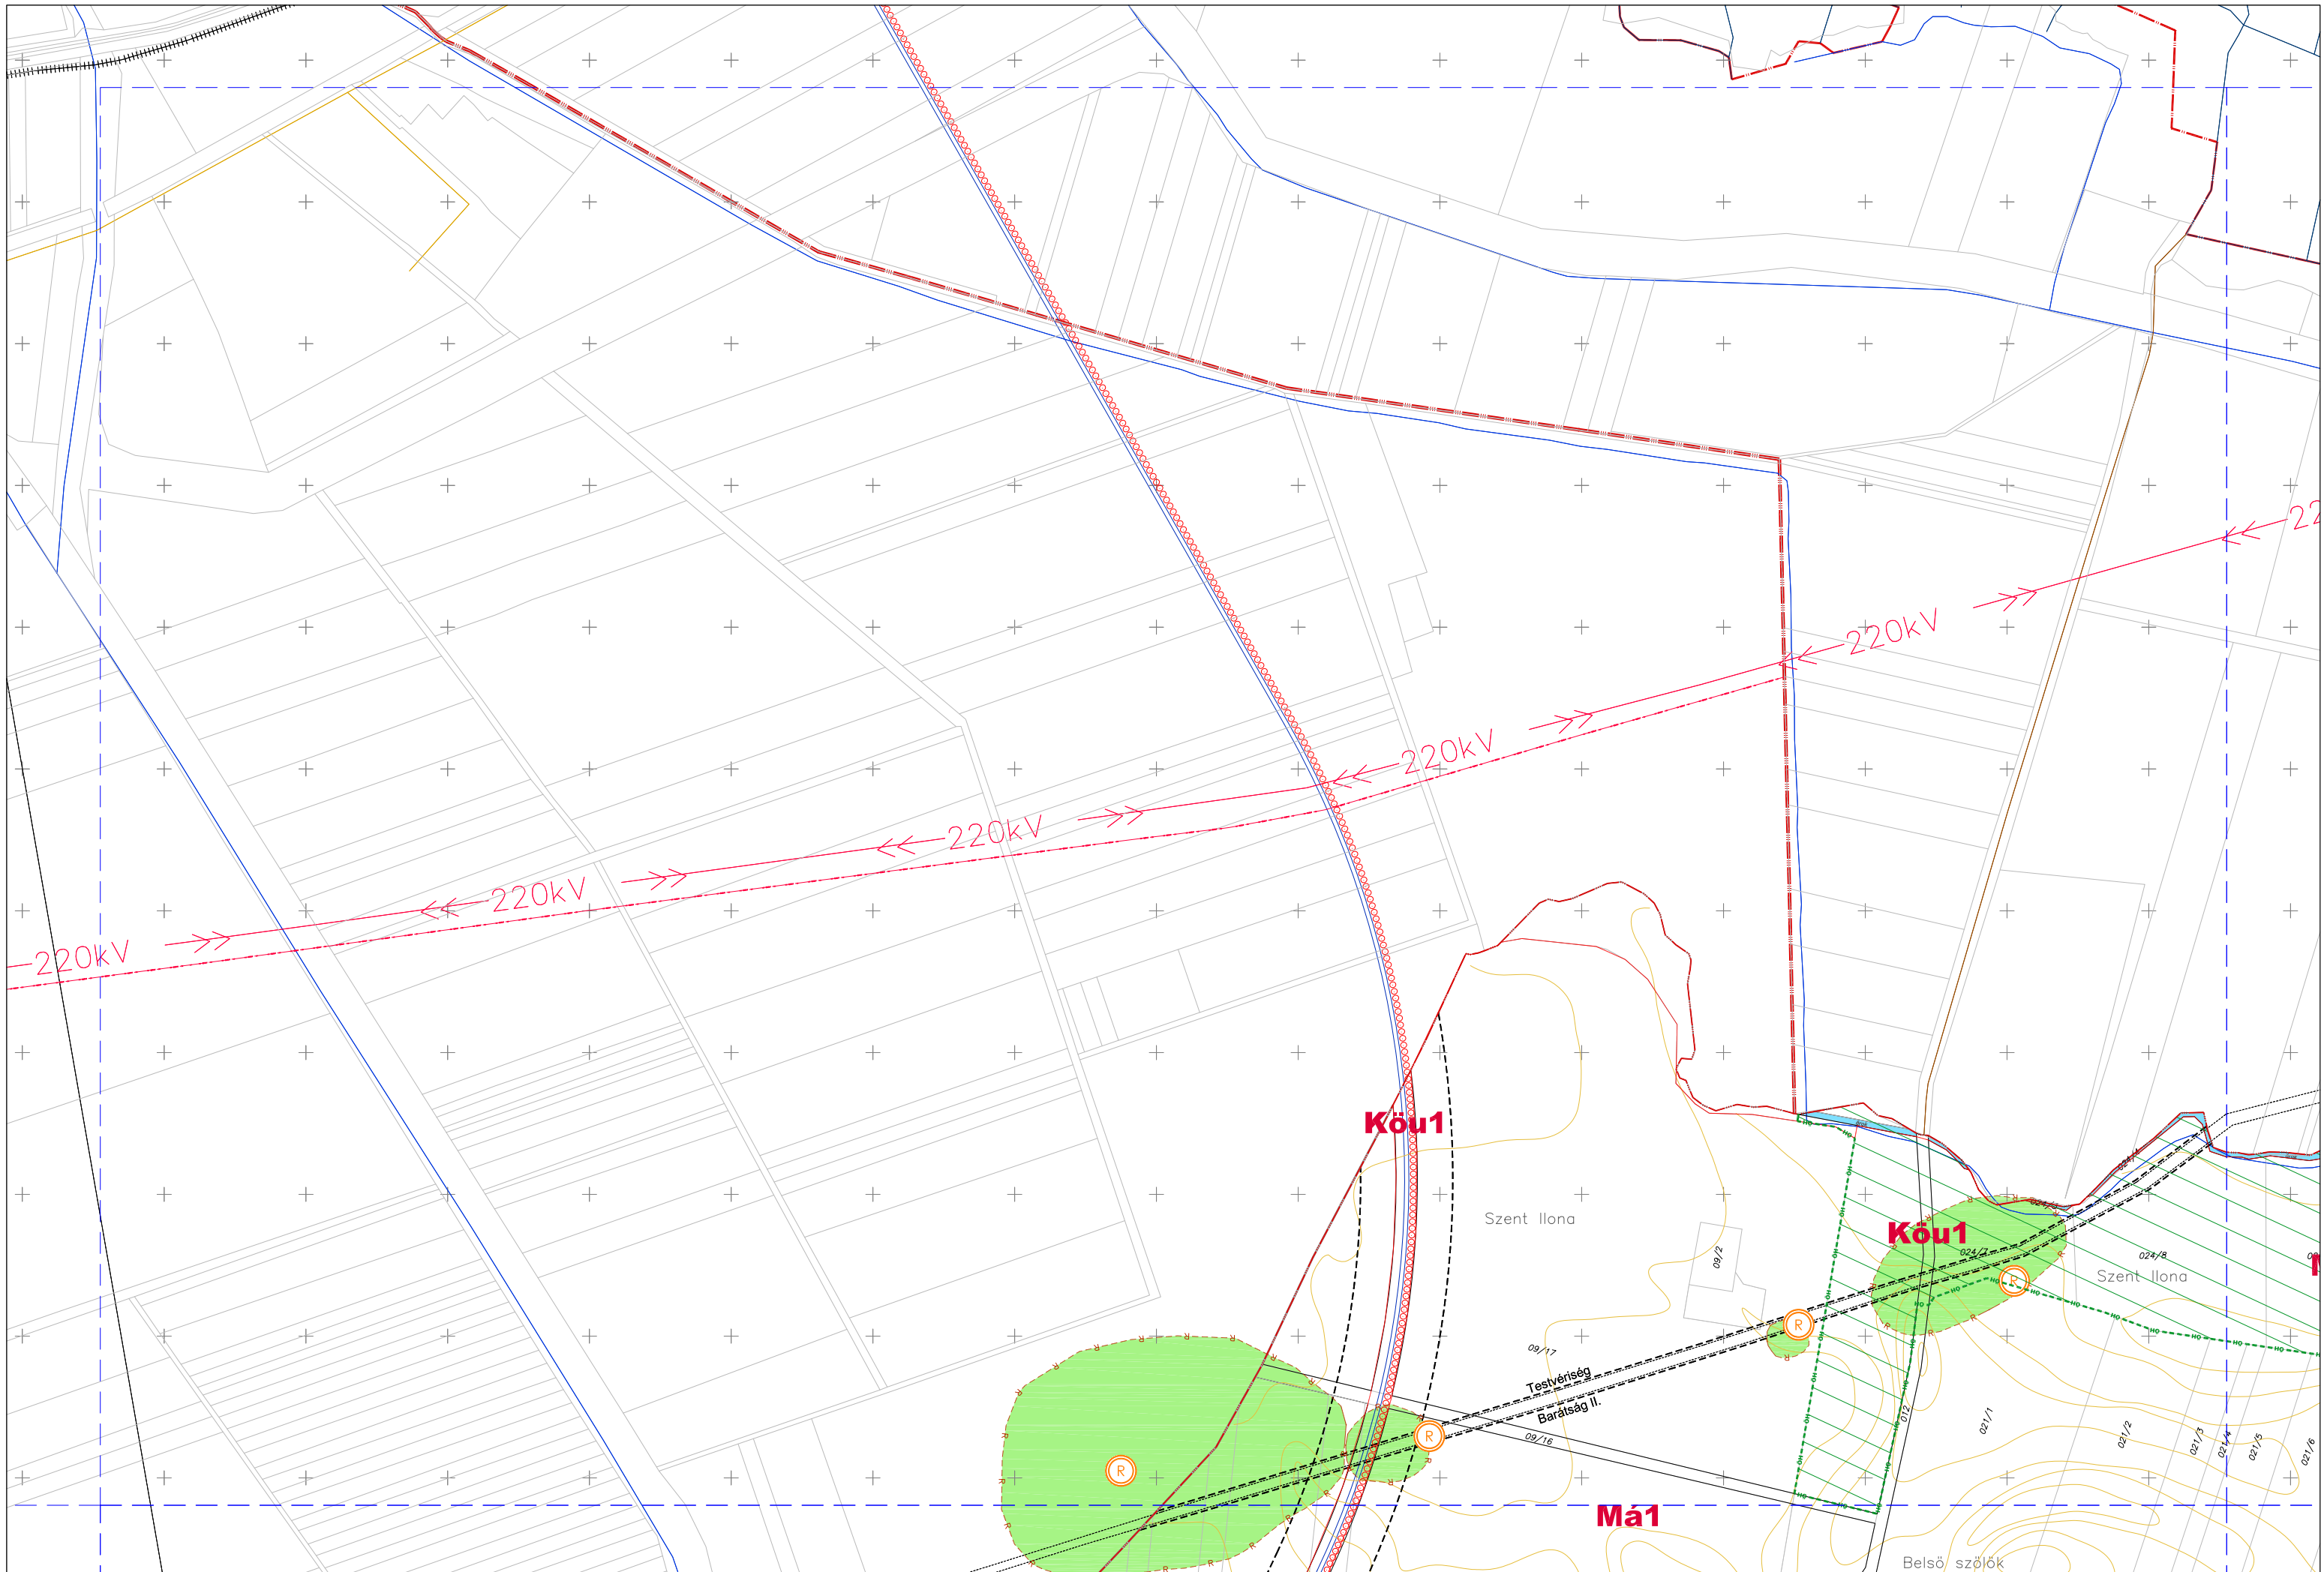 220kV
220kV
220kV
220kV
220kV
Köu1
Szent Ilona
09/2
Köu1
024/7
024/8
Szent Ilona
R
R
09/17
Testvériség
Barátság II.
R
09/16
R
012
021/1
021/2
021/3
021/4
021/5
021/6
Má1
Belső szőlők